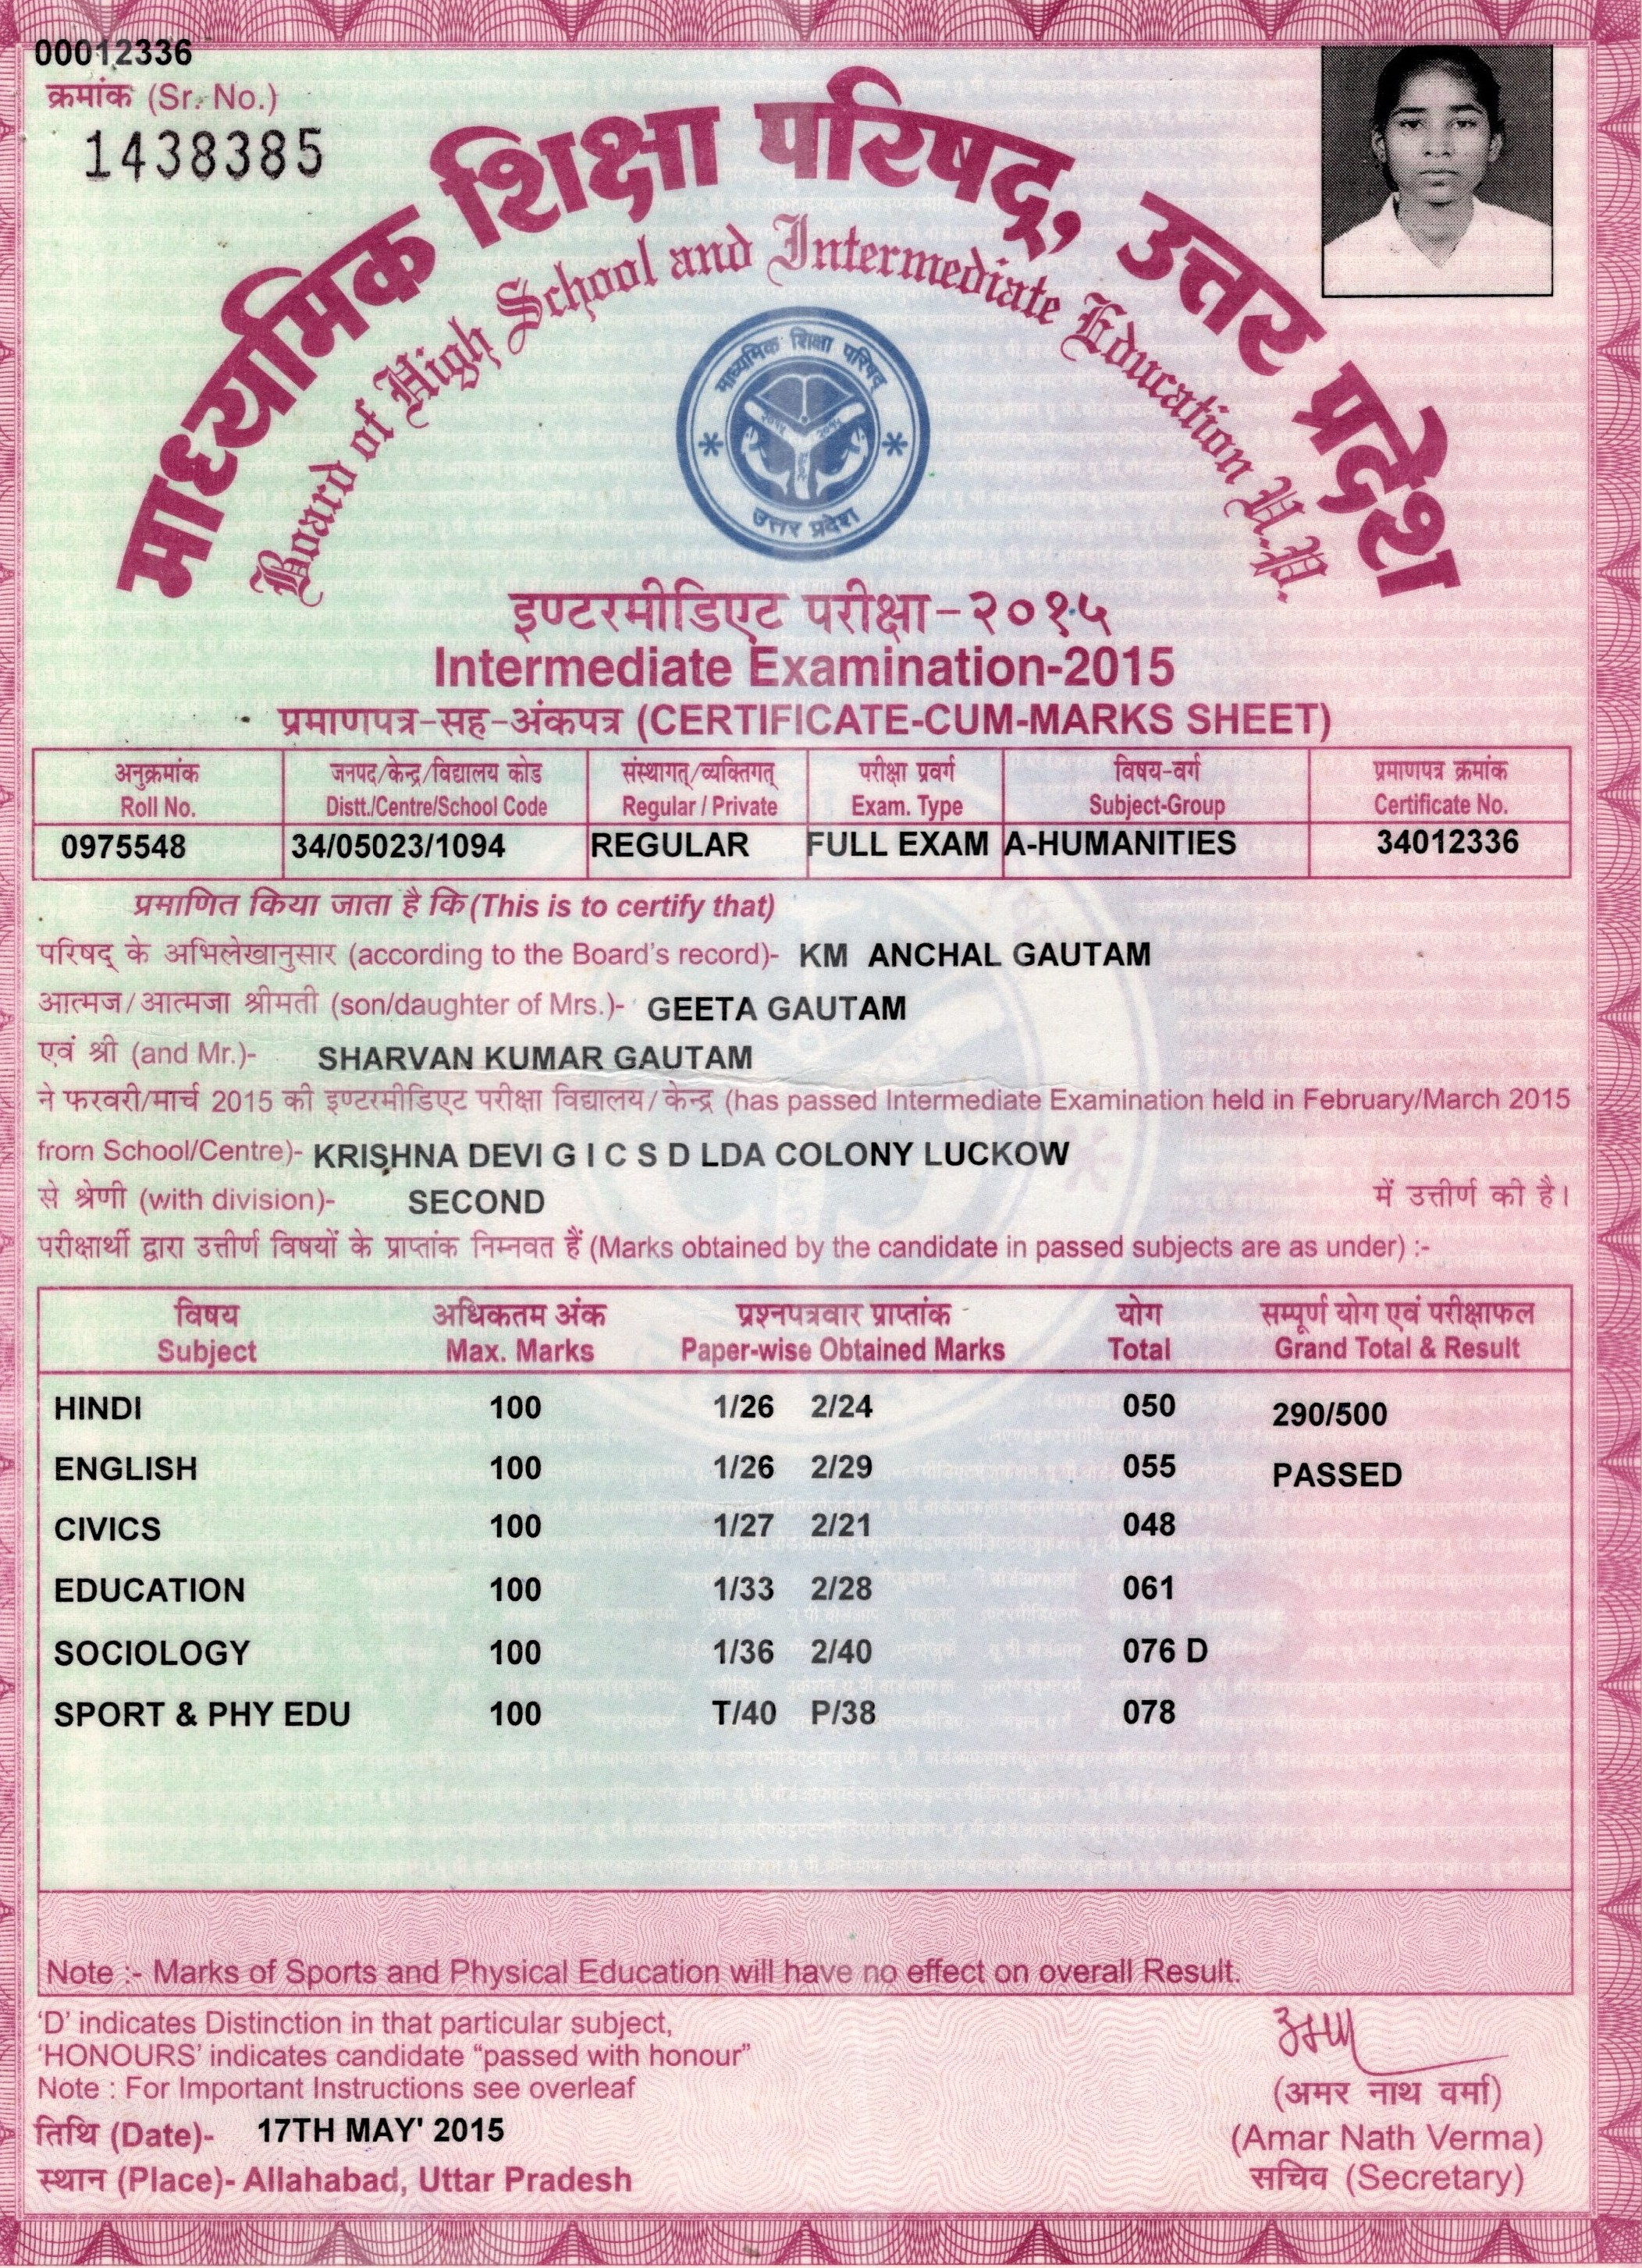 00012336
क्रमांक (Sr. No.)
1438385
माध्यमिक शिक्षा परिषद्, उत्तर प्रदेश
Board of High School and Intermediate Education U.P.
माध्यमिक शिक्षा परिषद्
उत्तर प्रदेश
इण्टरमीडिएट परीक्षा-२०१५
Intermediate Examination-2015
प्रमाणपत्र-सह-अंकपत्र (CERTIFICATE-CUM-MARKS SHEET)
अनुक्रमांक जनपद/केन्द्र/विद्यालय कोड संस्थागत्/व्यक्तिगत् परीक्षा प्रवर्ग विषय-वर्ग प्रमाणपत्र क्रमांक
Roll No. Distt./Centre/School Code Regular / Private Exam. Type Subject-Group Certificate No.
0975548 34/05023/1094 REGULAR FULL EXAM A-HUMANITIES 34012336
प्रमाणित किया जाता है कि (This is to certify that)
परिषद् के अभिलेखानुसार (according to the Board's record)- KM ANCHAL GAUTAM
आत्मज/आत्मजा श्रीमती (son/daughter of Mrs.)- GEETA GAUTAM
एवं श्री (and Mr.)- SHARVAN KUMAR GAUTAM
ने फरवरी/मार्च 2015 की इण्टरमीडिएट परीक्षा विद्यालय/केन्द्र (has passed Intermediate Examination held in February/March 2015
from School/Centre)- KRISHNA DEVI G I C S D LDA COLONY LUCKOW
से श्रेणी (with division)- SECOND में उत्तीर्ण की है।
परीक्षार्थी द्वारा उत्तीर्ण विषयों के प्राप्तांक निम्नवत हैं (Marks obtained by the candidate in passed subjects are as under) :-
विषय अधिकतम अंक प्रश्नपत्रवार प्राप्तांक योग सम्पूर्ण योग एवं परीक्षाफल
Subject Max. Marks Paper-wise Obtained Marks Total Grand Total & Result
HINDI 100 1/26 2/24 050 290/500
ENGLISH 100 1/26 2/29 055 PASSED
CIVICS 100 1/27 2/21 048
EDUCATION 100 1/33 2/28 061
SOCIOLOGY 100 1/36 2/40 076 D
SPORT & PHY EDU 100 T/40 P/38 078
Note :- Marks of Sports and Physical Education will have no effect on overall Result.
'D' indicates Distinction in that particular subject,
'HONOURS' indicates candidate "passed with honour"
Note : For Important Instructions see overleaf
तिथि (Date)- 17TH MAY' 2015
स्थान (Place)- Allahabad, Uttar Pradesh
(अमर नाथ वर्मा)
(Amar Nath Verma)
सचिव (Secretary)